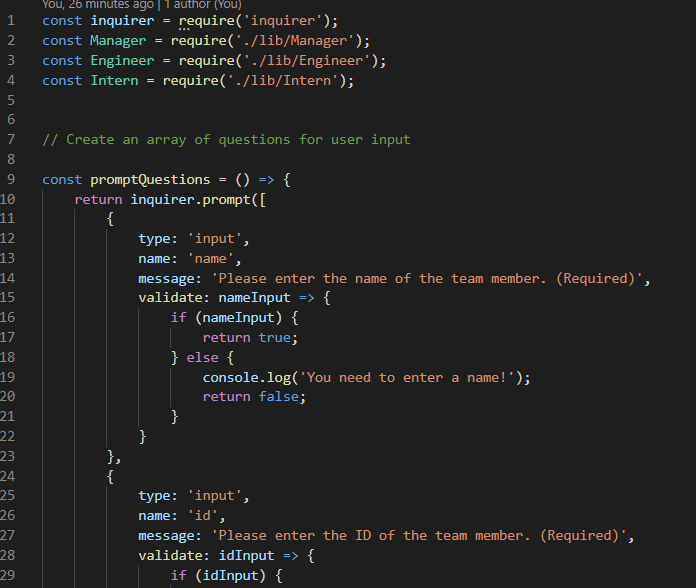 You, 26 minutes ago | 1 author (You)
1 const inquirer = require('inquirer');
2 const Manager = require('./lib/Manager');
3 const Engineer = require('./lib/Engineer');
4 const Intern = require('./lib/Intern');
5
6
7 // Create an array of questions for user input
8
9 const promptQuestions = () => {
10     return inquirer.prompt([
11         {
12             type: 'input',
13             name: 'name',
14             message: 'Please enter the name of the team member. (Required)',
15             validate: nameInput => {
16                 if (nameInput) {
17                     return true;
18                 } else {
19                     console.log('You need to enter a name!');
20                     return false;
21                 }
22             }
23         },
24         {
25             type: 'input',
26             name: 'id',
27             message: 'Please enter the ID of the team member. (Required)',
28             validate: idInput => {
29                 if (idInput) {